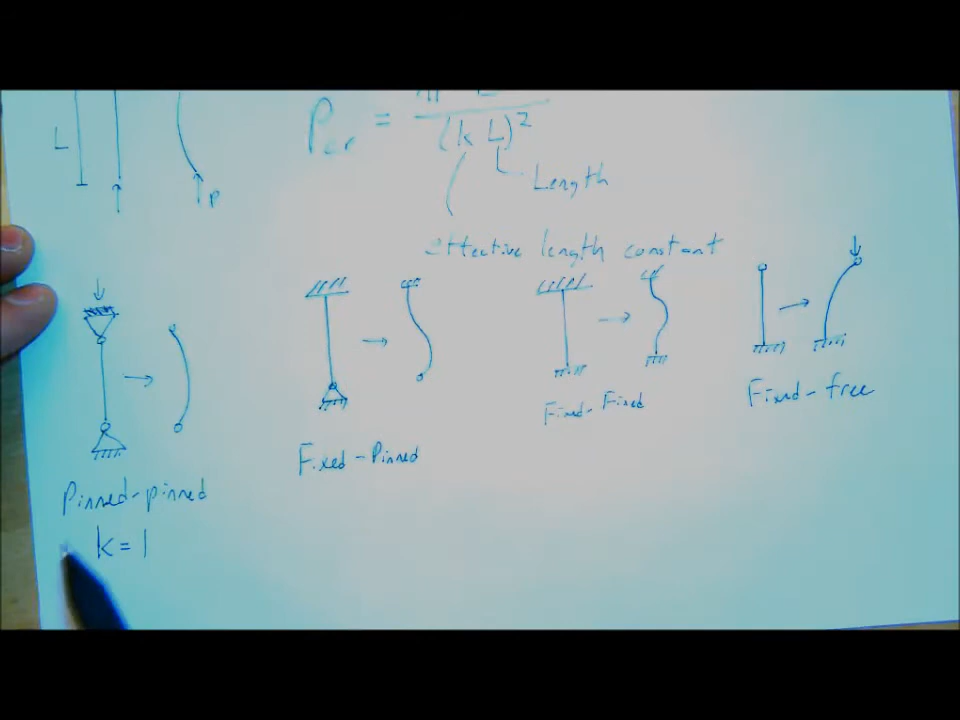 L
P
Pcr =
(k L)²
Length
effective length constant
Pinned-pinned
Fixed-Pinned
Fixed-Fixed
Fixed-free
k = 1